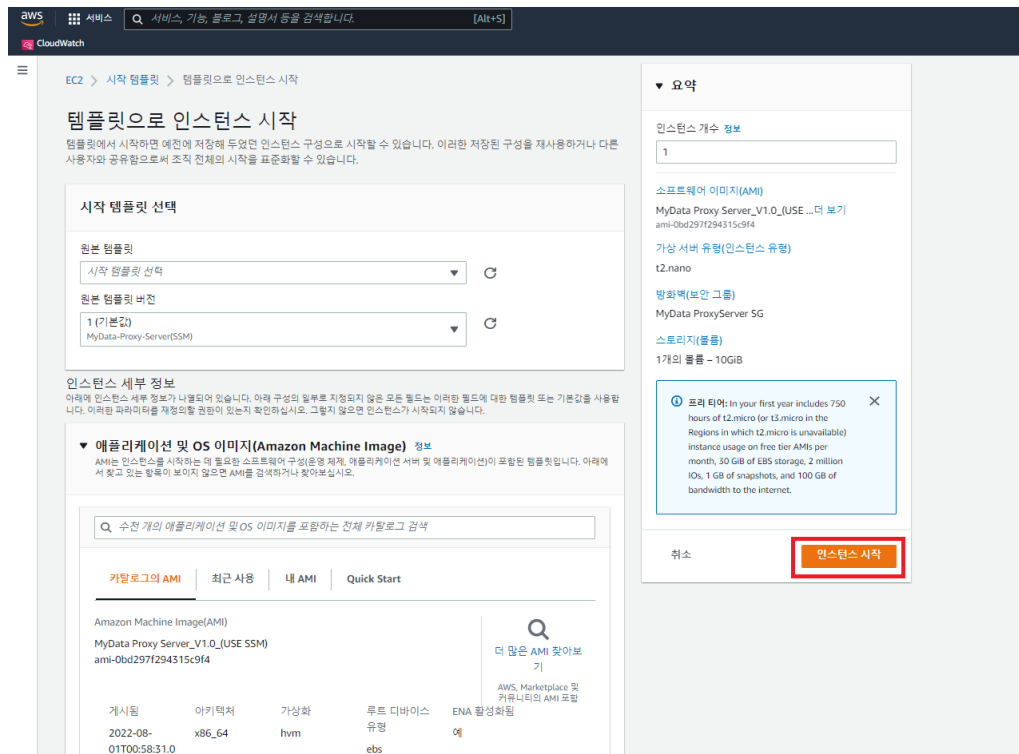 aws
서비스
서비스, 기능, 블로그, 설명서 등을 검색합니다.
[Alt+S]
CloudWatch
EC2 > 시작 템플릿 > 템플릿으로 인스턴스 시작
템플릿으로 인스턴스 시작
템플릿에서 시작하면 예전에 저장해 두었던 인스턴스 구성으로 시작할 수 있습니다. 이러한 저장된 구성을 재사용하거나 다른
사용자와 공유함으로써 조직 전체의 시작을 표준화할 수 있습니다.
시작 템플릿 선택
원본 템플릿
시작 템플릿 선택
원본 템플릿 버전
1 (기본값)
MyData-Proxy-Server(SSM)
인스턴스 세부 정보
아래에 인스턴스 세부 정보가 나열되어 있습니다. 아래 구성의 일부로 지정되지 않은 모든 필드는 이러한 필드에 대한 템플릿 또는 기본값을 사용합
니다. 이러한 파라미터를 재정의할 권한이 있는지 확인하십시오. 그렇지 않으면 인스턴스가 시작되지 않습니다.
애플리케이션 및 OS 이미지(Amazon Machine Image) 정보
AMI는 인스턴스를 시작하는 데 필요한 소프트웨어 구성(운영 체제, 애플리케이션 서버 및 애플리케이션)이 포함된 템플릿입니다. 아래에
서 찾고 있는 항목이 보이지 않으면 AMI를 검색하거나 찾아보십시오.
수천 개의 애플리케이션 및 OS 이미지를 포함하는 전체 카탈로그 검색
카탈로그의 AMI
최근 사용
내 AMI
Quick Start
Amazon Machine Image(AMI)
MyData Proxy Server_V1.0_(USE SSM)
ami-0bd297f294315c9f4
더 많은 AMI 찾아보
기
AWS, Marketplace 및
커뮤니티의 AMI 포함
게시됨
아키텍처
가상화
루트 디바이스
유형
ENA 활성화됨
2022-08-
01T00:58:31.0
x86_64
hvm
ebs
예
요약
인스턴스 개수 정보
1
소프트웨어 이미지(AMI)
MyData Proxy Server_V1.0_(USE ...더 보기
ami-0bd297f294315c9f4
가상 서버 유형(인스턴스 유형)
t2.nano
방화벽(보안 그룹)
MyData ProxyServer SG
스토리지(볼륨)
1개의 볼륨 – 10GiB
프리 티어: In your first year includes 750
hours of t2.micro (or t3.micro in the
Regions in which t2.micro is unavailable)
instance usage on free tier AMIs per
month, 30 GiB of EBS storage, 2 million
IOs, 1 GB of snapshots, and 100 GB of
bandwidth to the internet.
취소
인스턴스 시작